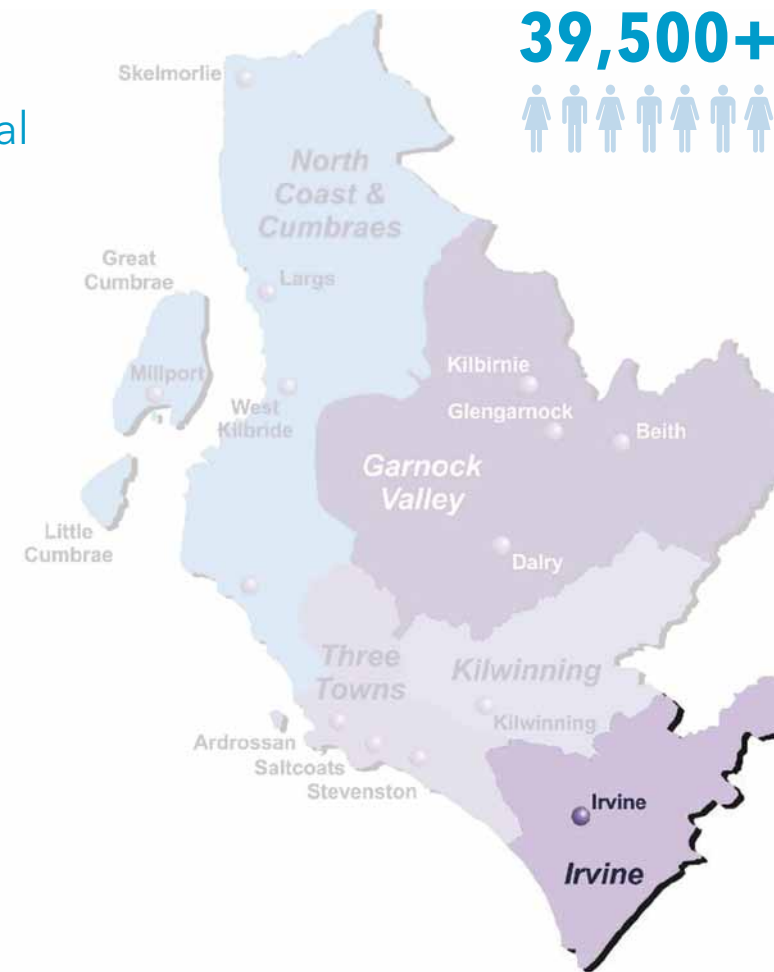 39,500+
Skelmorlie
al
North
Coast &
Cumbraes
Great
Cumbrae
Largs
Millport
West
Kilbride
Kilbirnie
Glengarnock
Beith
Garnock
Valley
Little
Cumbrae
Dalry
Three
Towns
Kilwinning
Kilwinning
Ardrossan
Saltcoats
Stevenston
Irvine
Irvine